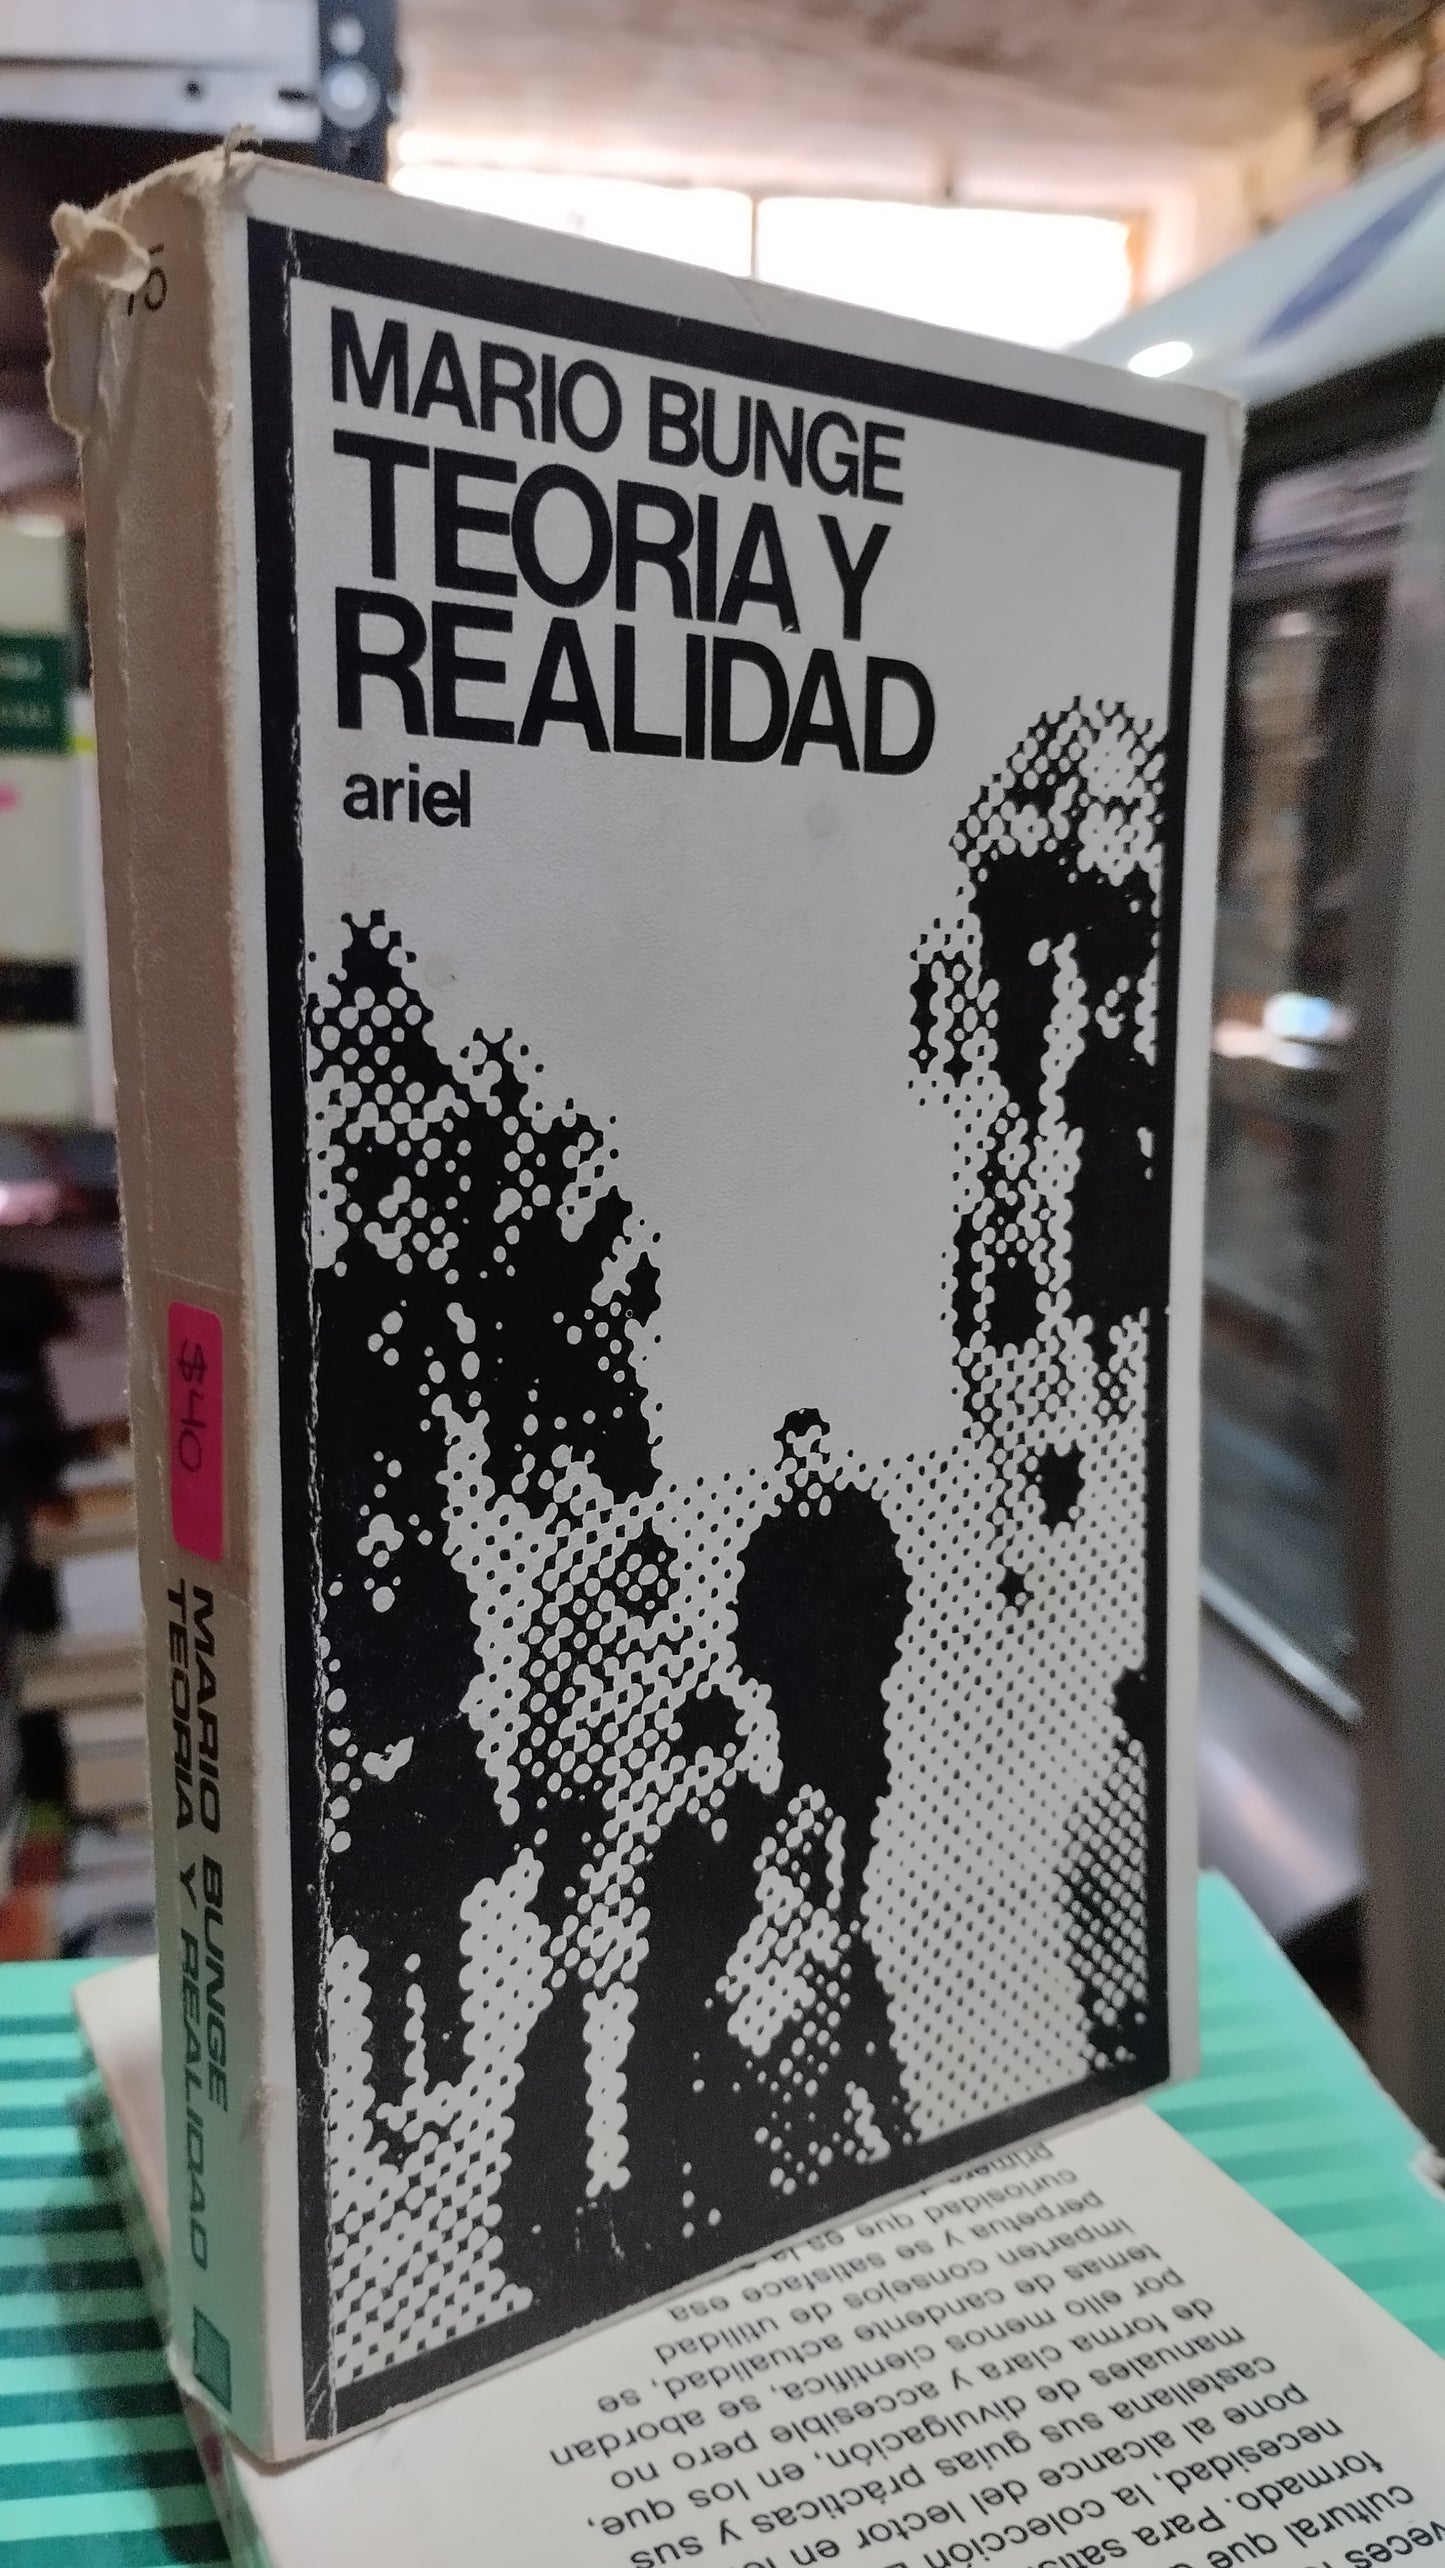 MARIO BUNGE
TEORIA Y
REALIDAD
ariel
$40
MARIO BUNGE
TEORIA Y REALIDAD
veces
cultural que
formado. Para
necesidad, la colección
pone al alcance del lector en
castellana sus guías prácticas y sus
manuales de divulgación, en los que,
de forma clara y accesible pero no
por ello menos científica, se abordan
temas de candente actualidad, se
imparten consejos de utilidad
perpetua y se satisface esa
curiosidad que es la